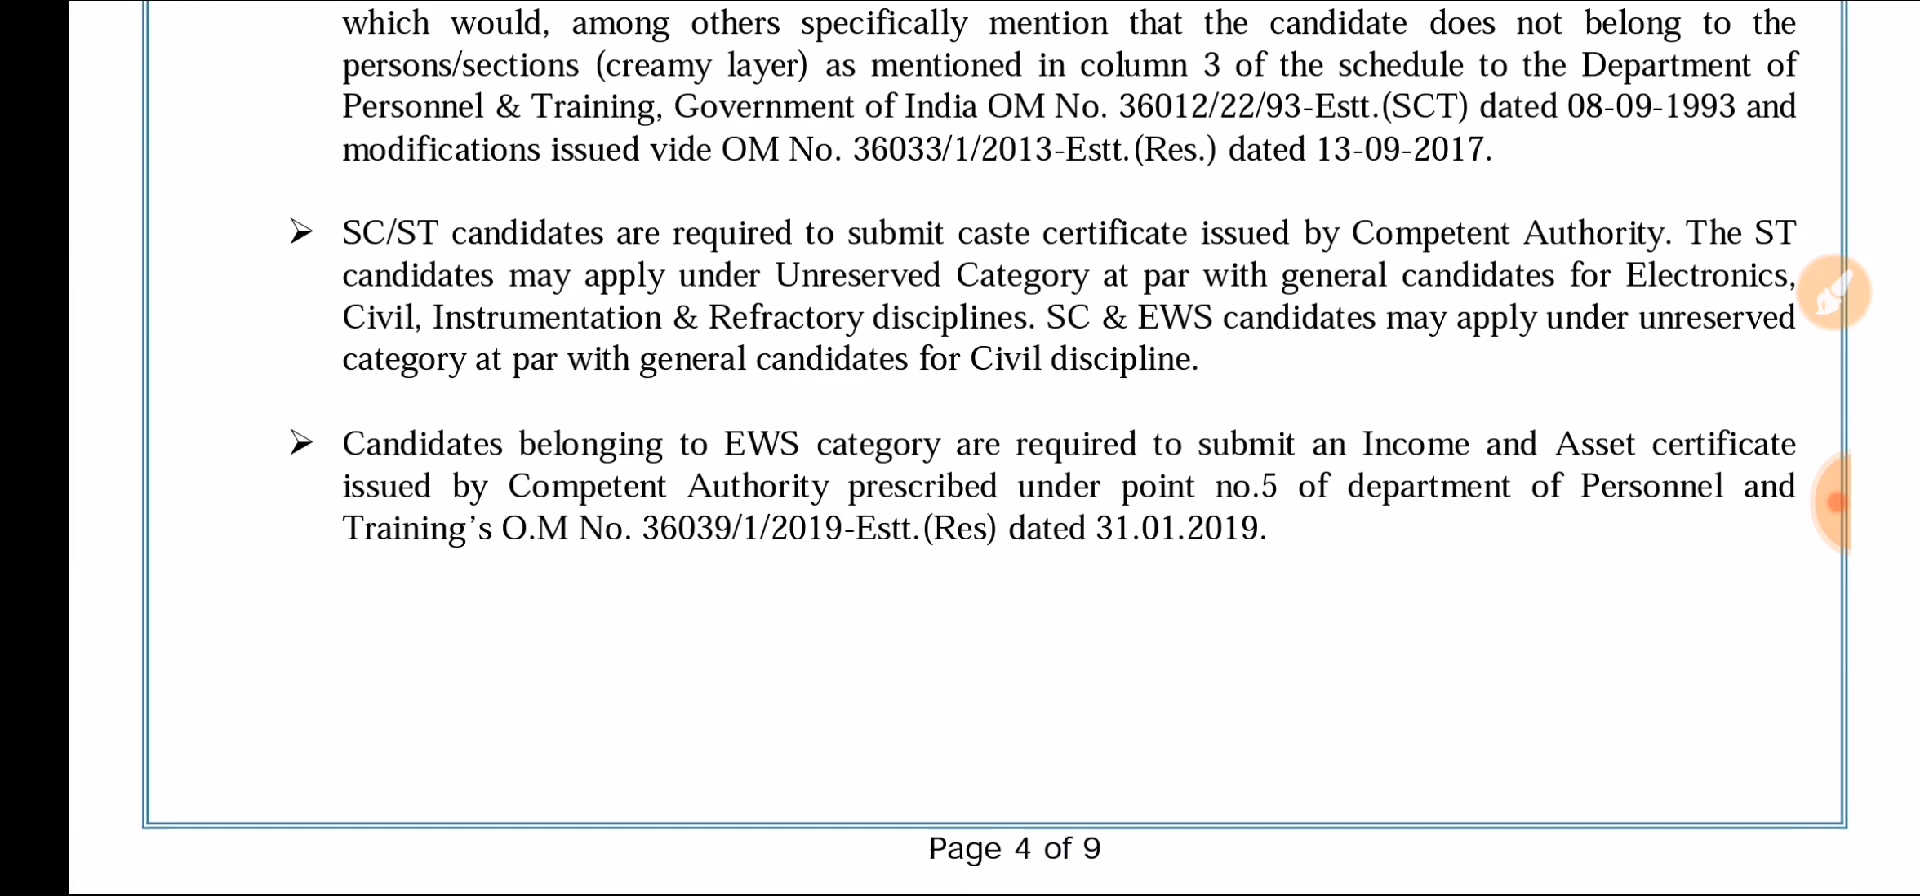 which would, among others specifically mention that the candidate does not belong to the
persons/sections (creamy layer) as mentioned in column 3 of the schedule to the Department of
Personnel & Training, Government of India OM No. 36012/22/93-Estt.(SCT) dated 08-09-1993 and
modifications issued vide OM No. 36033/1/2013-Estt.(Res.) dated 13-09-2017.
➢ SC/ST candidates are required to submit caste certificate issued by Competent Authority. The ST
candidates may apply under Unreserved Category at par with general candidates for Electronics,
Civil, Instrumentation & Refractory disciplines. SC & EWS candidates may apply under unreserved
category at par with general candidates for Civil discipline.
➢ Candidates belonging to EWS category are required to submit an Income and Asset certificate
issued by Competent Authority prescribed under point no.5 of department of Personnel and
Training’s O.M No. 36039/1/2019-Estt.(Res) dated 31.01.2019.
Page 4 of 9